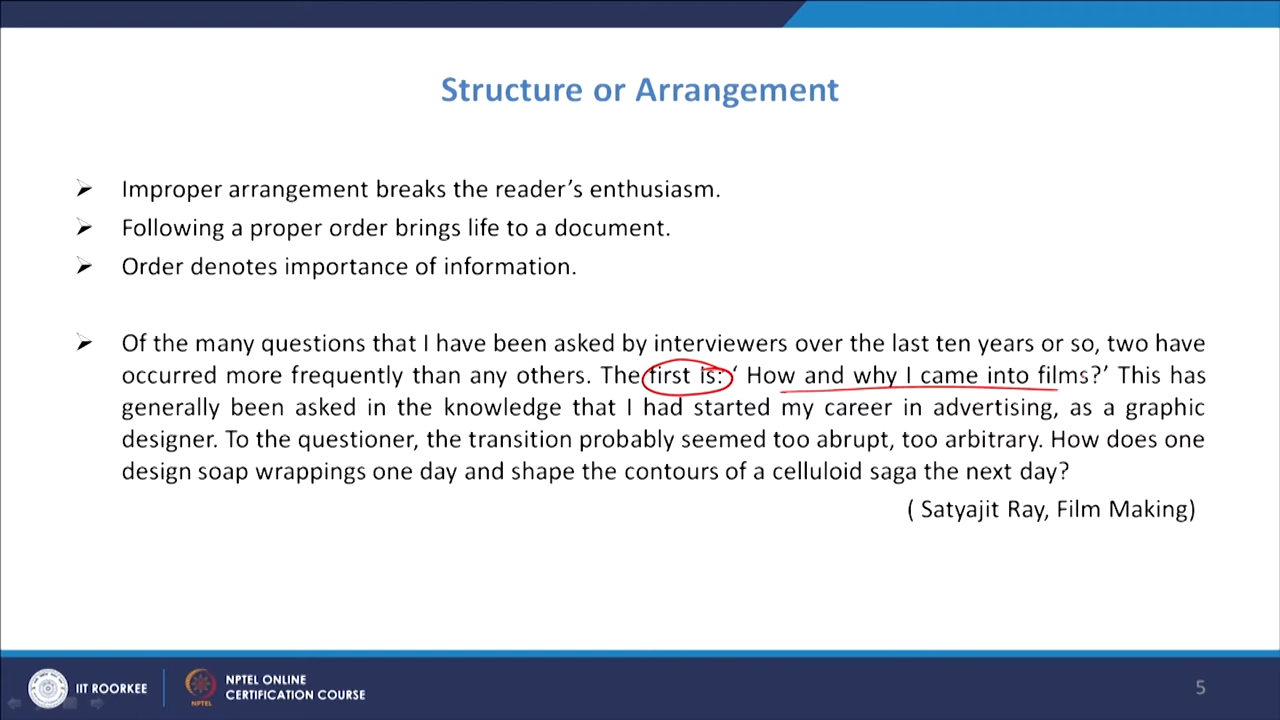 Structure or Arrangement
➢ Improper arrangement breaks the reader’s enthusiasm.
➢ Following a proper order brings life to a document.
➢ Order denotes importance of information.
➢ Of the many questions that I have been asked by interviewers over the last ten years or so, two have
occurred more frequently than any others. The first is: ‘ How and why I came into films?’ This has
generally been asked in the knowledge that I had started my career in advertising, as a graphic
designer. To the questioner, the transition probably seemed too abrupt, too arbitrary. How does one
design soap wrappings one day and shape the contours of a celluloid saga the next day?
( Satyajit Ray, Film Making)
IIT ROORKEE
NPTEL
NPTEL ONLINE
CERTIFICATION COURSE
5